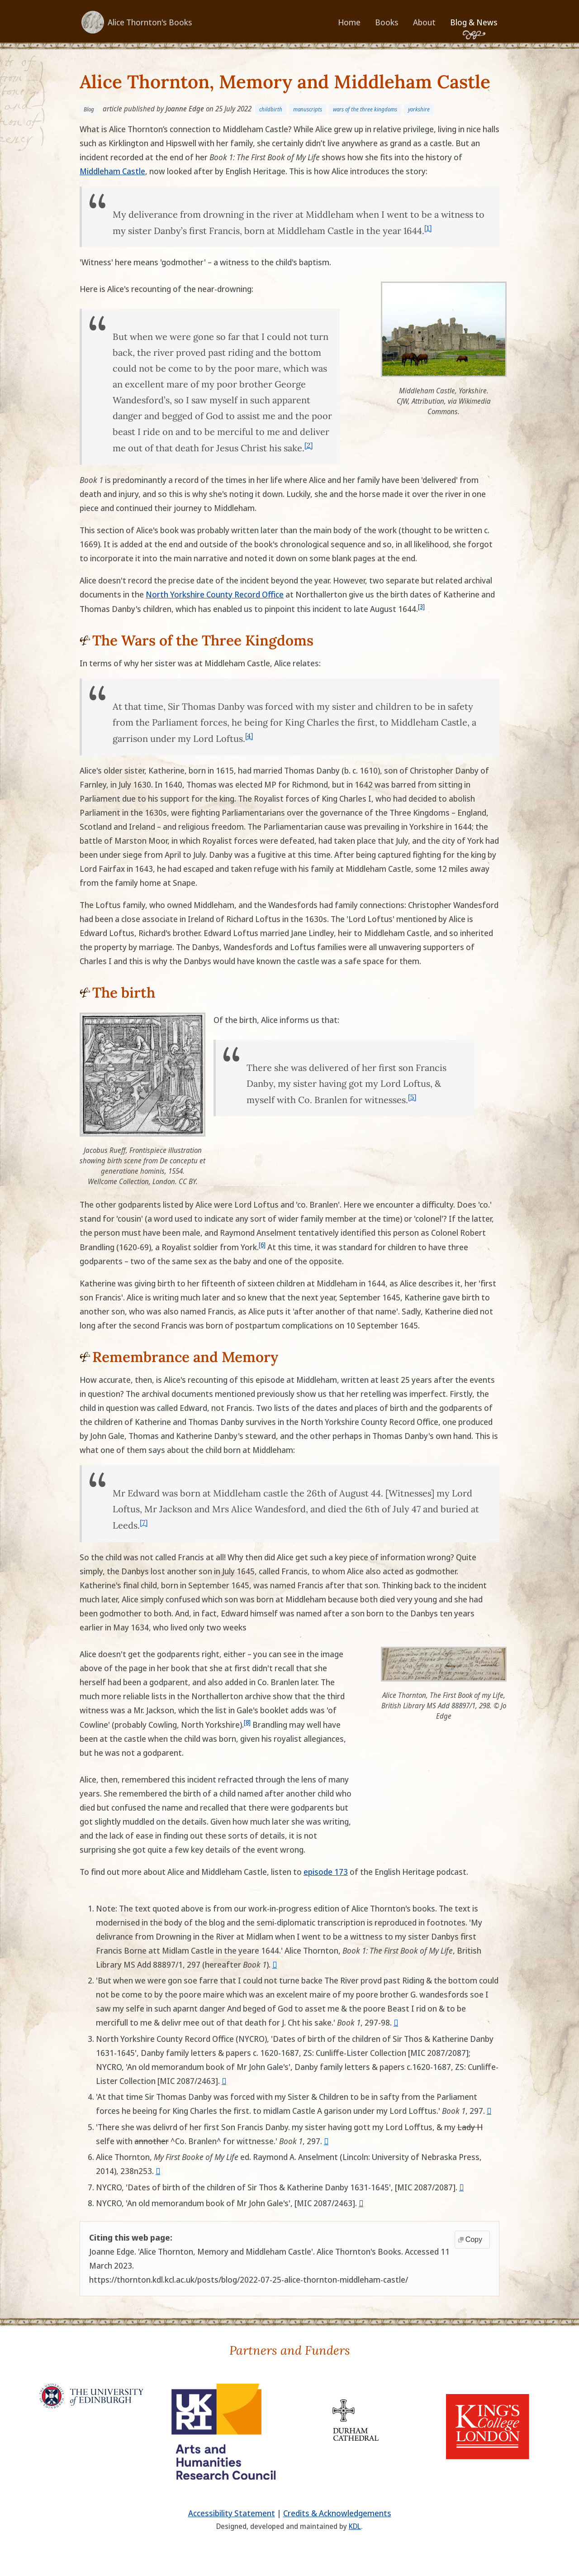 Alice Thornton's Books
Home Books About Blog & News
Alice Thornton, Memory and Middleham Castle
Blog article published by Joanne Edge on 25 July 2022 childbirth manuscripts wars of the three kingdoms yorkshire
What is Alice Thornton's connection to Middleham Castle? While Alice grew up in relative privilege, living in nice halls
such as Kirklington and Hipswell with her family, she certainly didn't live anywhere as grand as a castle. But an
incident recorded at the end of her Book 1: The First Book of My Life shows how she fits into the history of
Middleham Castle, now looked after by English Heritage. This is how Alice introduces the story:
My deliverance from drowning in the river at Middleham when I went to be a witness to
my sister Danby's first Francis, born at Middleham Castle in the year 1644.[1]
'Witness' here means 'godmother' – a witness to the child's baptism.
Here is Alice's recounting of the near-drowning:
But when we were gone so far that I could not turn
back, the river proved past riding and the bottom
could not be come to by the poor mare, which was
an excellent mare of my poor brother George
Wandesford's, so I saw myself in such apparent
danger and begged of God to assist me and the poor
beast I ride on and to be merciful to me and deliver
me out of that death for Jesus Christ his sake.[2]
Middleham Castle, Yorkshire.
CJW, Attribution, via Wikimedia
Commons.
Book 1 is predominantly a record of the times in her life where Alice and her family have been 'delivered' from
death and injury, and so this is why she's noting it down. Luckily, she and the horse made it over the river in one
piece and continued their journey to Middleham.
This section of Alice's book was probably written later than the main body of the work (thought to be written c.
1669). It is added at the end and outside of the book's chronological sequence and so, in all likelihood, she forgot
to incorporate it into the main narrative and noted it down on some blank pages at the end.
Alice doesn't record the precise date of the incident beyond the year. However, two separate but related archival
documents in the North Yorkshire County Record Office at Northallerton give us the birth dates of Katherine and
Thomas Danby's children, which has enabled us to pinpoint this incident to late August 1644.[3]
The Wars of the Three Kingdoms
In terms of why her sister was at Middleham Castle, Alice relates:
At that time, Sir Thomas Danby was forced with my sister and children to be in safety
from the Parliament forces, he being for King Charles the first, to Middleham Castle, a
garrison under my Lord Loftus.[4]
Alice's older sister, Katherine, born in 1615, had married Thomas Danby (b. c. 1610), son of Christopher Danby of
Farnley, in July 1630. In 1640, Thomas was elected MP for Richmond, but in 1642 was barred from sitting in
Parliament due to his support for the king. The Royalist forces of King Charles I, who had decided to abolish
Parliament in the 1630s, were fighting Parliamentarians over the governance of the Three Kingdoms – England,
Scotland and Ireland – and religious freedom. The Parliamentarian cause was prevailing in Yorkshire in 1644; the
battle of Marston Moor, in which Royalist forces were defeated, had taken place that July, and the city of York had
been under siege from April to July. Danby was a fugitive at this time. After being captured fighting for the king by
Lord Fairfax in 1643, he had escaped and taken refuge with his family at Middleham Castle, some 12 miles away
from the family home at Snape.
The Loftus family, who owned Middleham, and the Wandesfords had family connections: Christopher Wandesford
had been a close associate in Ireland of Richard Loftus in the 1630s. The 'Lord Loftus' mentioned by Alice is
Edward Loftus, Richard's brother. Edward Loftus married Jane Lindley, heir to Middleham Castle, and so inherited
the property by marriage. The Danbys, Wandesfords and Loftus families were all unwavering supporters of
Charles I and this is why the Danbys would have known the castle was a safe space for them.
The birth
Of the birth, Alice informs us that:
There she was delivered of her first son Francis
Danby, my sister having got my Lord Loftus, &
myself with Co. Branlen for witnesses.[5]
Jacobus Rueff, Frontispiece illustration
showing birth scene from De conceptu et
generatione hominis, 1554.
Wellcome Collection, London. CC BY.
The other godparents listed by Alice were Lord Loftus and 'co. Branlen'. Here we encounter a difficulty. Does 'co.'
stand for 'cousin' (a word used to indicate any sort of wider family member at the time) or 'colonel'? If the latter,
the person must have been male, and Raymond Anselment tentatively identified this person as Colonel Robert
Brandling (1620-69), a Royalist soldier from York.[6] At this time, it was standard for children to have three
godparents – two of the same sex as the baby and one of the opposite.
Katherine was giving birth to her fifteenth of sixteen children at Middleham in 1644, as Alice describes it, her 'first
son Francis'. Alice is writing much later and so knew that the next year, September 1645, Katherine gave birth to
another son, who was also named Francis, as Alice puts it 'after another of that name'. Sadly, Katherine died not
long after the second Francis was born of postpartum complications on 10 September 1645.
Remembrance and Memory
How accurate, then, is Alice's recounting of this episode at Middleham, written at least 25 years after the events
in question? The archival documents mentioned previously show us that her retelling was imperfect. Firstly, the
child in question was called Edward, not Francis. Two lists of the dates and places of birth and the godparents of
the children of Katherine and Thomas Danby survives in the North Yorkshire County Record Office, one produced
by John Gale, Thomas and Katherine Danby's steward, and the other perhaps in Thomas Danby's own hand. This is
what one of them says about the child born at Middleham:
Mr Edward was born at Middleham castle the 26th of August 44. [Witnesses] my Lord
Loftus, Mr Jackson and Mrs Alice Wandesford, and died the 6th of July 47 and buried at
Leeds.[7]
So the child was not called Francis at all! Why then did Alice get such a key piece of information wrong? Quite
simply, the Danbys lost another son in July 1645, called Francis, to whom Alice also acted as godmother.
Katherine's final child, born in September 1645, was named Francis after that son. Thinking back to the incident
much later, Alice simply confused which son was born at Middleham because both died very young and she had
been godmother to both. And, in fact, Edward himself was named after a son born to the Danbys ten years
earlier in May 1634, who lived only two weeks
Alice doesn't get the godparents right, either – you can see in the image
above of the page in her book that she at first didn't recall that she
herself had been a godparent, and also added in Co. Branlen later. The
much more reliable lists in the Northallerton archive show that the third
witness was a Mr. Jackson, which the list in Gale's booklet adds was 'of
Cowline' (probably Cowling, North Yorkshire).[8] Brandling may well have
been at the castle when the child was born, given his royalist allegiances,
but he was not a godparent.
Alice Thornton, The First Book of my Life,
British Library MS Add 88897/1, 298. © Jo
Edge
Alice, then, remembered this incident refracted through the lens of many
years. She remembered the birth of a child named after another child who
died but confused the name and recalled that there were godparents but
got slightly muddled on the details. Given how much later she was writing,
and the lack of ease in finding out these sorts of details, it is not
surprising she got quite a few key details of the event wrong.
To find out more about Alice and Middleham Castle, listen to episode 173 of the English Heritage podcast.
1. Note: The text quoted above is from our work-in-progress edition of Alice Thornton's books. The text is
modernised in the body of the blog and the semi-diplomatic transcription is reproduced in footnotes. 'My
delivrance from Drowning in the River at Midlam when I went to be a wittness to my sister Danbys first
Francis Borne att Midlam Castle in the yeare 1644.' Alice Thornton, Book 1: The First Book of My Life, British
Library MS Add 88897/1, 297 (hereafter Book 1).
2. 'But when we were gon soe farre that I could not turne backe The River provd past Riding & the bottom could
not be come to by the poore maire which was an excelent maire of my poore brother G. wandesfords soe I
saw my selfe in such aparnt danger And beged of God to asset me & the poore Beast I rid on & to be
mercifull to me & delivr me out of that death for J. Cht his sake.' Book 1, 297-98.
3. North Yorkshire County Record Office (NYCRO), 'Dates of birth of the children of Sir Thos & Katherine Danby
1631-1645', Danby family letters & papers c. 1620-1687, ZS: Cunliffe-Lister Collection [MIC 2087/2087];
NYCRO, 'An old memorandum book of Mr John Gale's', Danby family letters & papers c.1620-1687, ZS: Cunliffe-
Lister Collection [MIC 2087/2463].
4. 'At that time Sir Thomas Danby was forced with my Sister & Children to be in safty from the Parliament
forces he beeing for King Charles the first. to midlam Castle A garison under my Lord Lofftus.' Book 1, 297.
5. 'There she was delivrd of her first Son Francis Danby. my sister having gott my Lord Lofftus, & my Lady H
selfe with annother ^Co. Branlen^ for wittnesse.' Book 1, 297.
6. Alice Thornton, My First Booke of My Life ed. Raymond A. Anselment (Lincoln: University of Nebraska Press,
2014), 238n253.
7. NYCRO, 'Dates of birth of the children of Sir Thos & Katherine Danby 1631-1645', [MIC 2087/2087].
8. NYCRO, 'An old memorandum book of Mr John Gale's', [MIC 2087/2463].
Citing this web page:
Copy
Joanne Edge. 'Alice Thornton, Memory and Middleham Castle'. Alice Thornton's Books. Accessed 11
March 2023.
https://thornton.kdl.kcl.ac.uk/posts/blog/2022-07-25-alice-thornton-middleham-castle/
Partners and Funders
THE UNIVERSITY
of EDINBURGH
UK
RI
Arts and
Humanities
Research Council
DURHAM
CATHEDRAL
KING'S
College
LONDON
Accessibility Statement | Credits & Acknowledgements
Designed, developed and maintained by KDL.